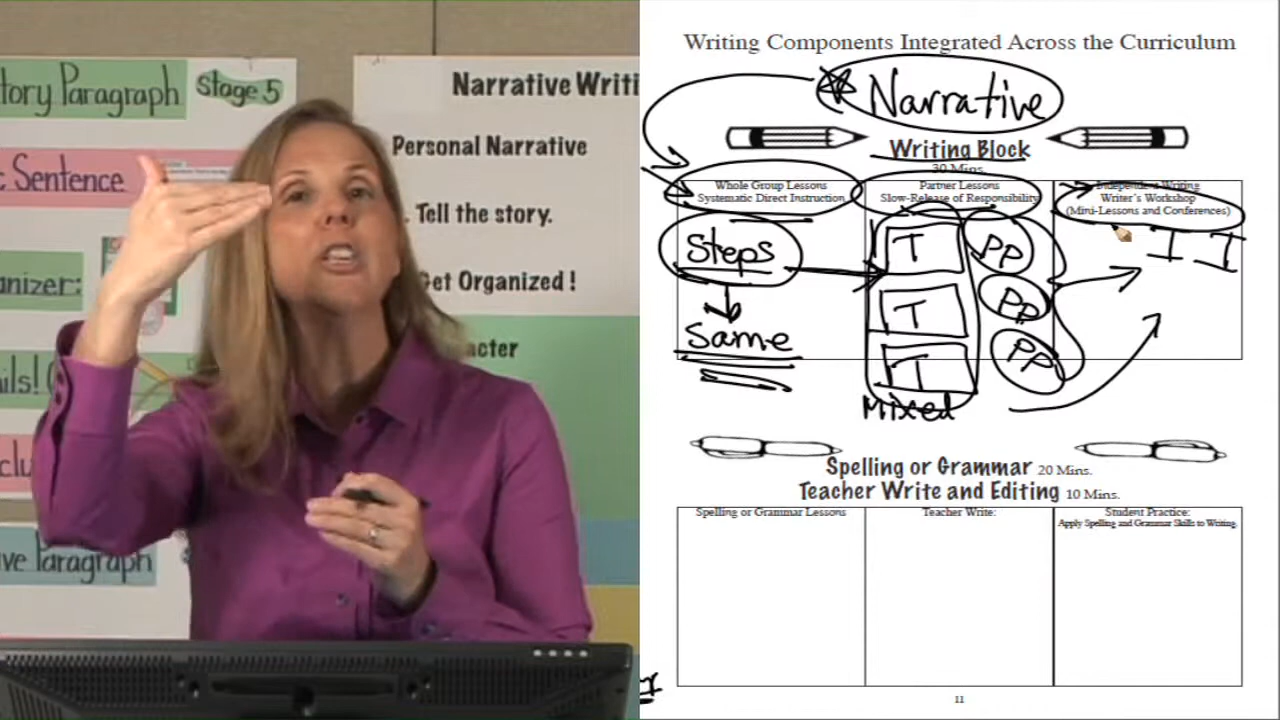 tory Paragraph
Stage 5
c Sentence
anizer:
ails! (
clu
ive Paragraph
Narrative Writi
Personal Narrative
. Tell the story.
Get Organized !
acter
Writing Components Integrated Across the Curriculum
Narrative
Writing Block
30 Mins.
Whole Group Lessons
Systematic Direct Instruction
Partner Lessons
Slow-Release of Responsibility
Independent Writing
Writer's Workshop
(Mini-Lessons and Conferences)
Steps
Same
T PP
T PP
T PP
Mixed
I I
Spelling or Grammar 20 Mins.
Teacher Write and Editing 10 Mins.
Spelling or Grammar Lessons
Teacher Write:
Student Practice:
Apply Spelling and Grammar Skills to Writing.
11